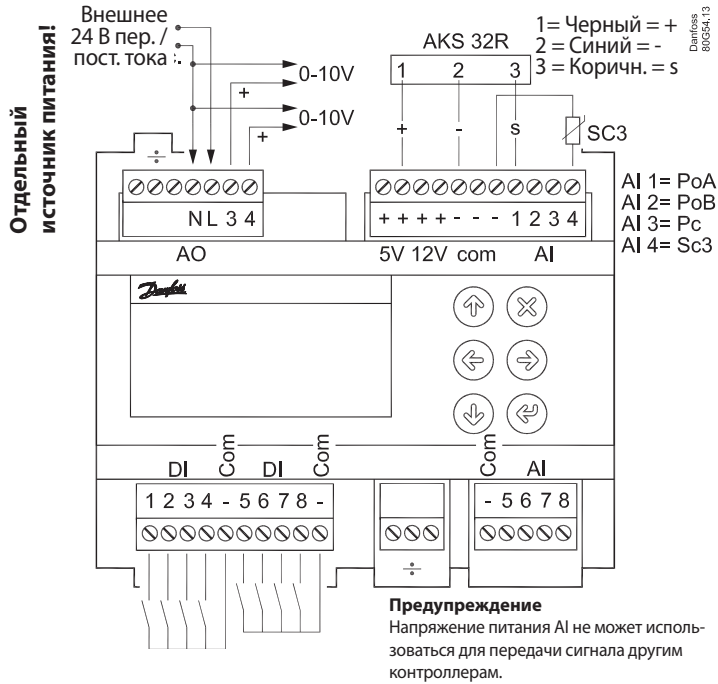 Внешнее
24 В пер. /
пост. тока :.
Отдельный
источник питания!
0-10V
+
0-10V
+
AKS 32R
1 2 3
1= Черный = +
2 = Синий = -
3 = Коричн. = s
Danfoss
80G54.13
+ - s
SC3
÷
N L 3 4
AO
+ + + + - - - 1 2 3 4
5V 12V com AI
AI 1= PoA
AI 2= PoB
AI 3= Pc
AI 4= Sc3
Danfoss
DI Com DI Com
1 2 3 4 - 5 6 7 8 -
Com AI
- 5 6 7 8
÷
Предупреждение
Напряжение питания AI не может исполь-
зоваться для передачи сигнала другим
контроллерам.